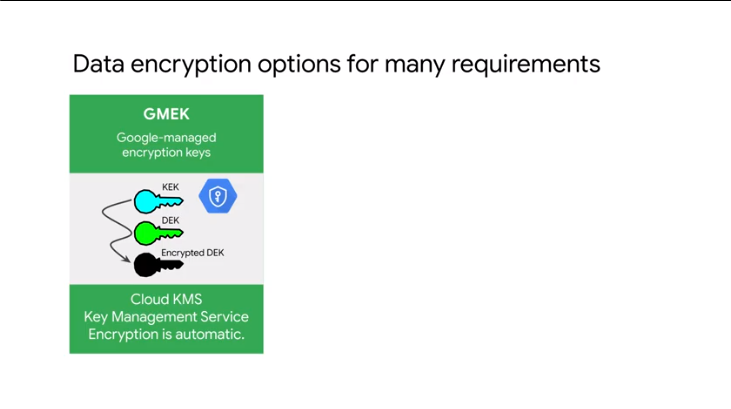 Data encryption options for many requirements
GMEK
Google-managed
encryption keys
KEK
DEK
Encrypted DEK
Cloud KMS
Key Management Service
Encryption is automatic.